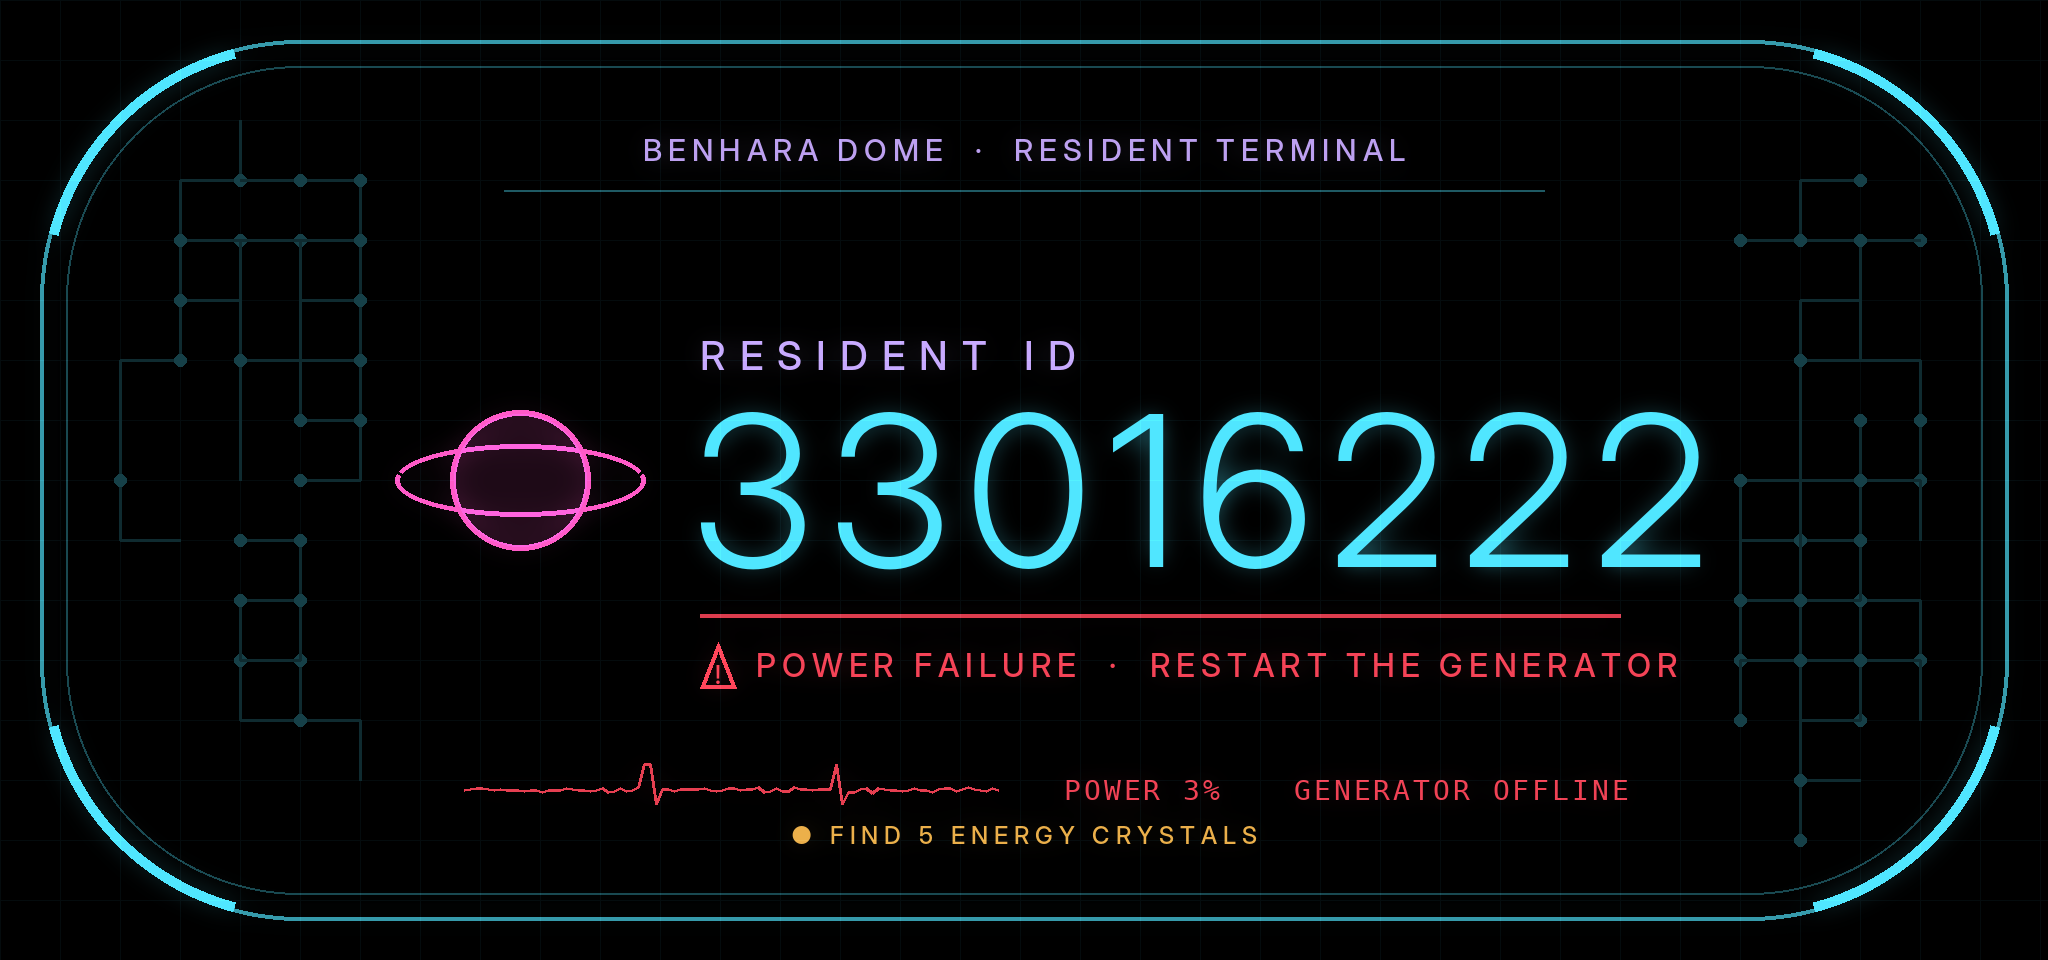 BENHARA DOME · RESIDENT TERMINAL
RESIDENT ID
33016222
POWER FAILURE · RESTART THE GENERATOR
POWER 3% GENERATOR OFFLINE
FIND 5 ENERGY CRYSTALS